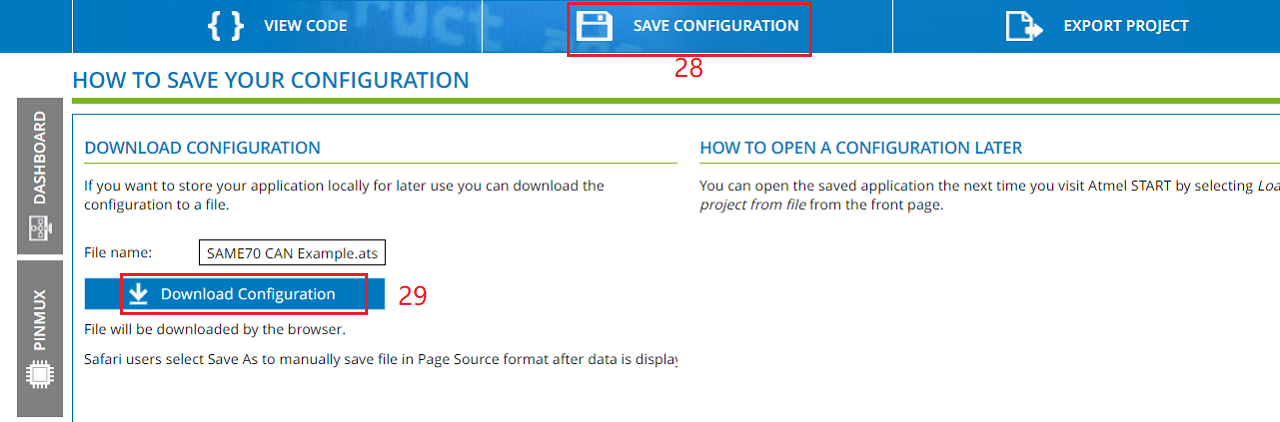 { } VIEW CODE
SAVE CONFIGURATION
EXPORT PROJECT
28
HOW TO SAVE YOUR CONFIGURATION
DASHBOARD
PINMUX
DOWNLOAD CONFIGURATION
If you want to store your application locally for later use you can download the
configuration to a file.
File name:
SAME70 CAN Example.ats
Download Configuration
29
File will be downloaded by the browser.
Safari users select Save As to manually save file in Page Source format after data is display
HOW TO OPEN A CONFIGURATION LATER
You can open the saved application the next time you visit Atmel START by selecting Loa
project from file from the front page.